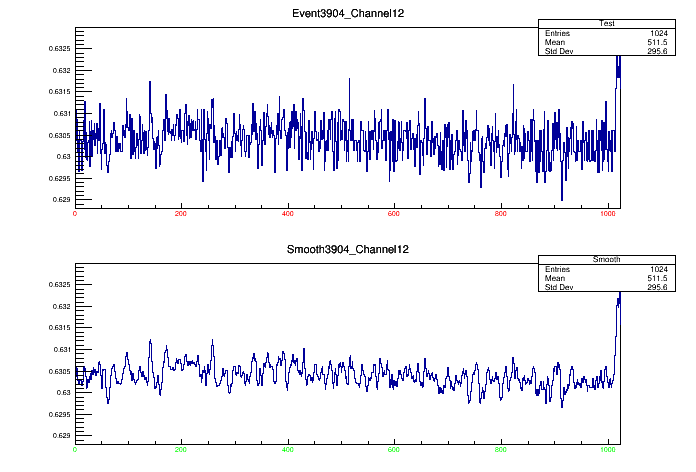 Event3904_Channel12
Test
Entries 1024
Mean 511.5
Std Dev 295.6
0.6325
0.632
0.6315
0.631
0.6305
0.63
0.6295
0.629
0 200 400 600 800 1000
Smooth3904_Channel12
Smooth
Entries 1024
Mean 511.5
Std Dev 295.6
0.6325
0.632
0.6315
0.631
0.6305
0.63
0.6295
0.629
0 200 400 600 800 1000